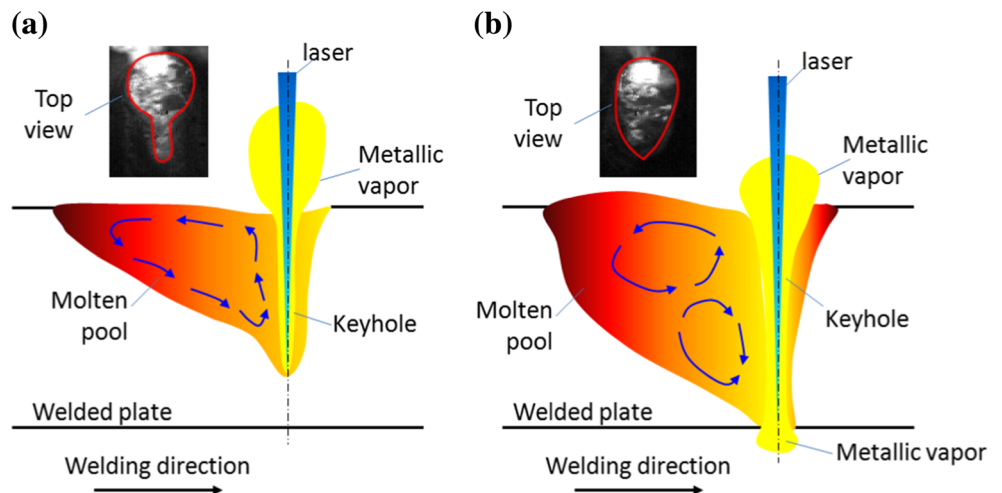 (a)
laser
Top
view
Metallic
vapor
Molten
pool
Keyhole
Welded plate
Welding direction
(b)
laser
Top
view
Metallic
vapor
Molten
pool
Keyhole
Welded plate
Metallic vapor
Welding direction